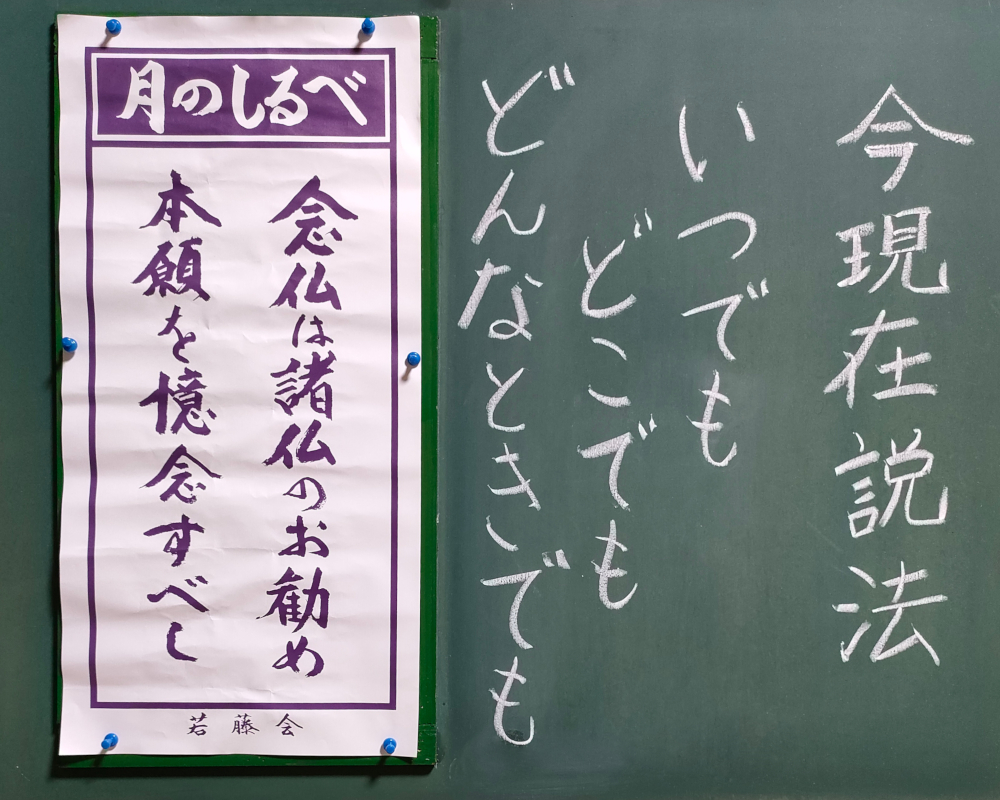 今現在説法
いつでも
どこでも
どんなときいでも
月のしるべ
念仏は諸仏のお勧め
本願を憶念すべし
若藤会